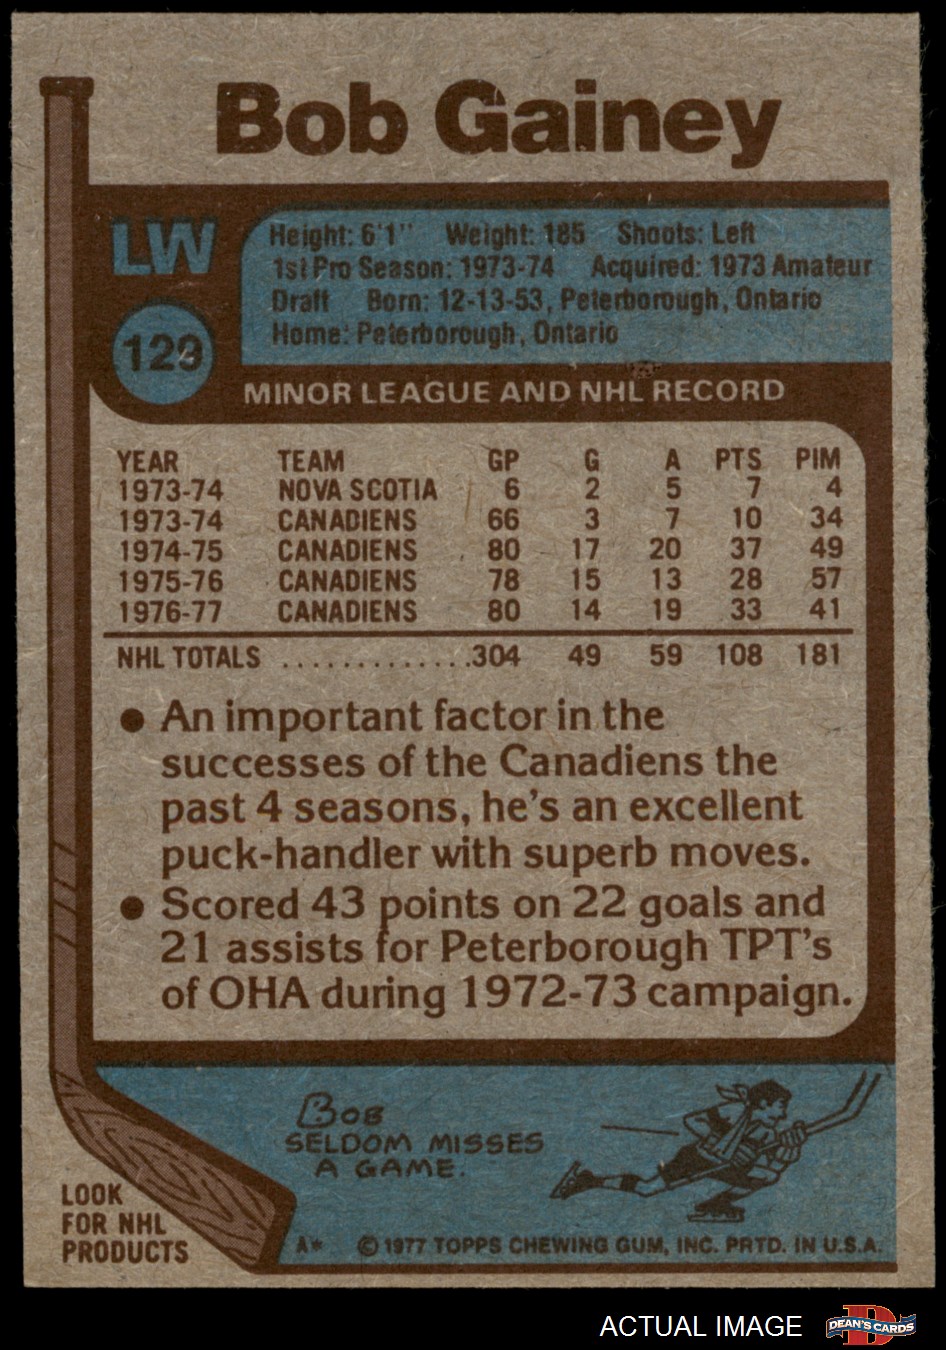 Bob Gainey
LW
129
Height: 6'1" Weight: 185 Shoots: Left
1st Pro Season: 1973-74 Acquired: 1973 Amateur
Draft Born: 12-13-53, Peterborough, Ontario
Home: Peterborough, Ontario
MINOR LEAGUE AND NHL RECORD
YEAR TEAM GP G A PTS PIM
1973-74 NOVA SCOTIA 6 2 5 7 4
1973-74 CANADIENS 66 3 7 10 34
1974-75 CANADIENS 80 17 20 37 49
1975-76 CANADIENS 78 15 13 28 57
1976-77 CANADIENS 80 14 19 33 41
NHL TOTALS .............304 49 59 108 181
● An important factor in the
successes of the Canadiens the
past 4 seasons, he's an excellent
puck-handler with superb moves.
● Scored 43 points on 22 goals and
21 assists for Peterborough TPT's
of OHA during 1972-73 campaign.
BOB
SELDOM MISSES
A GAME.
LOOK
FOR NHL
PRODUCTS
A* © 1977 TOPPS CHEWING GUM, INC. PRTD. IN U.S.A.
ACTUAL IMAGE
D
DEAN'S CARDS